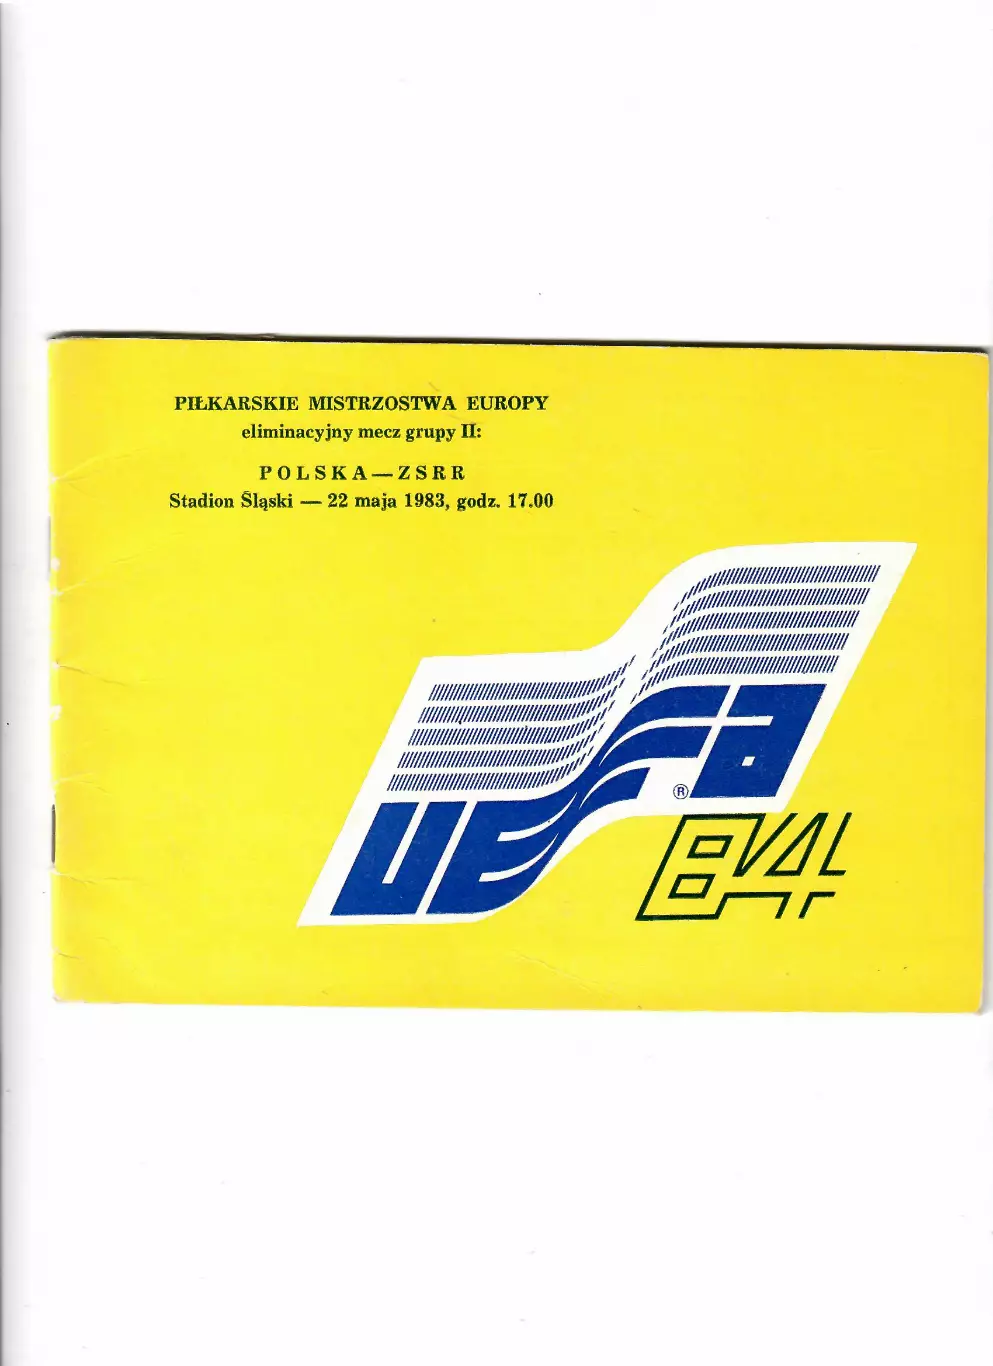 PIŁKARSKIE MISTRZOSTWA EUROPY
eliminacyjny mecz grupy II:
POLSKA — ZSRR
Stadion Śląski — 22 maja 1983, godz. 17.00
UEFA
®
84